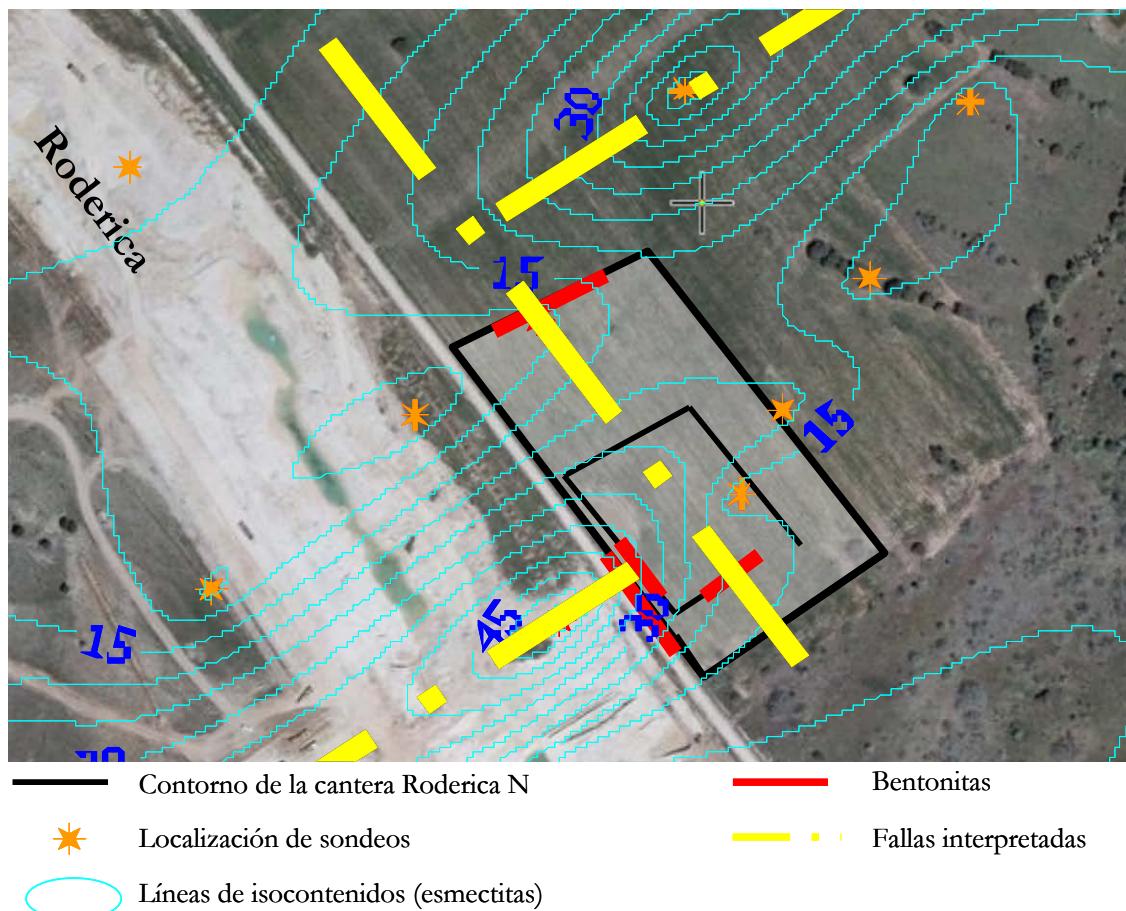 30
Roderica
15
15
45
30
15
Contorno de la cantera Roderica N
Bentonitas
Localización de sondeos
Fallas interpretadas
Líneas de isocontenidos (esmectitas)